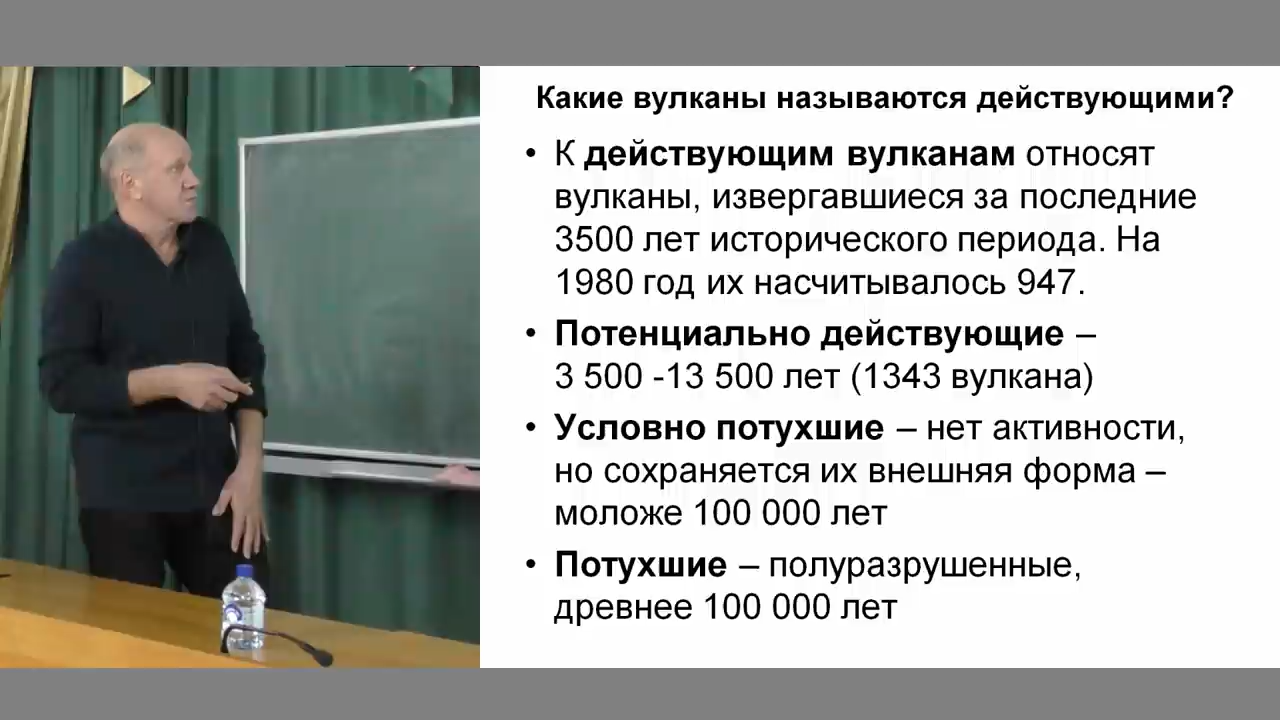 Какие вулканы называются действующими?
• К действующим вулканам относят
вулканы, извергавшиеся за последние
3500 лет исторического периода. На
1980 год их насчитывалось 947.
• Потенциально действующие –
3 500 -13 500 лет (1343 вулкана)
• Условно потухшие – нет активности,
но сохраняется их внешняя форма –
моложе 100 000 лет
• Потухшие – полуразрушенные,
древнее 100 000 лет